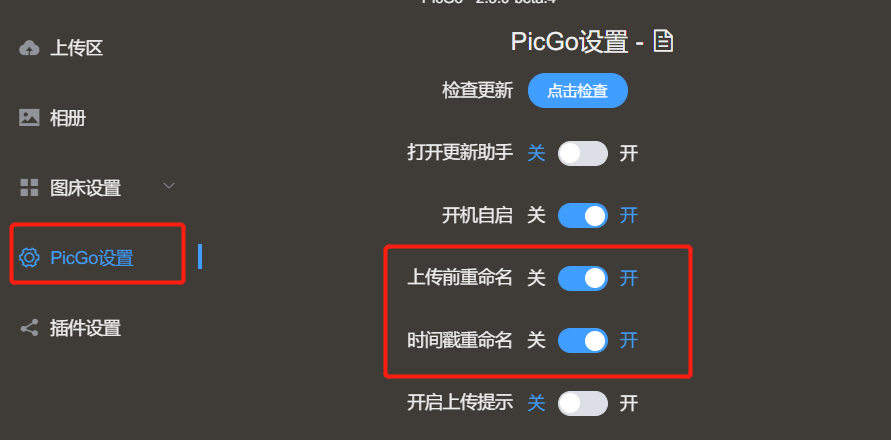 PicGo - 2.3.0-beta.4
PicGo设置 -
上传区
检查更新 点击检查
相册
打开更新助手 关 开
图床设置
开机自启 关 开
PicGo设置
上传前重命名 关 开
插件设置
时间戳重命名 关 开
开启上传提示 关 开